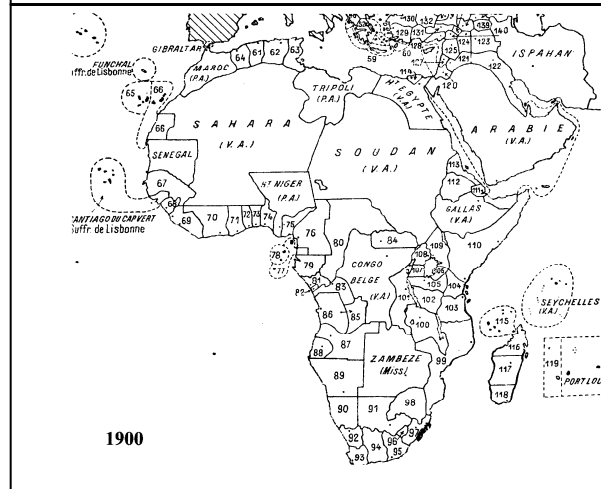 FUNCHAL
Suffr. de Lisbonne
GIBRALTAR
MAROC
(P.A.)
64
61
62
63
65
66
66
TRIPOLI
(P.A.)
Hᵗ EGYPTE
(V.A)
SAHARA
(V.A.)
SOUDAN
(V.A.)
ARABIE
(V.A.)
ISPAHAN
59
60
129
130
131
132
139
140
128
127
125
124
123
121
122
114
120
SENEGAL
67
68
69
70
71
72
73
74
75
76
Hᵗ NIGER
(P.A.)
SANTIAGO DU CAP VERT
Suffr. de Lisbonne
113
112
111
GALLAS
(V.A)
110
109
108
107
106
105
104
103
102
101
100
99
84
80
CONGO
BELGE
(V.A)
78
77
79
81
82
83
85
86
87
88
89
90
91
ZAMBEZE
(Miss.)
98
92
93
94
95
96
97
SEYCHELLES
(V.A.)
115
116
117
118
119
PORT LOU
1900